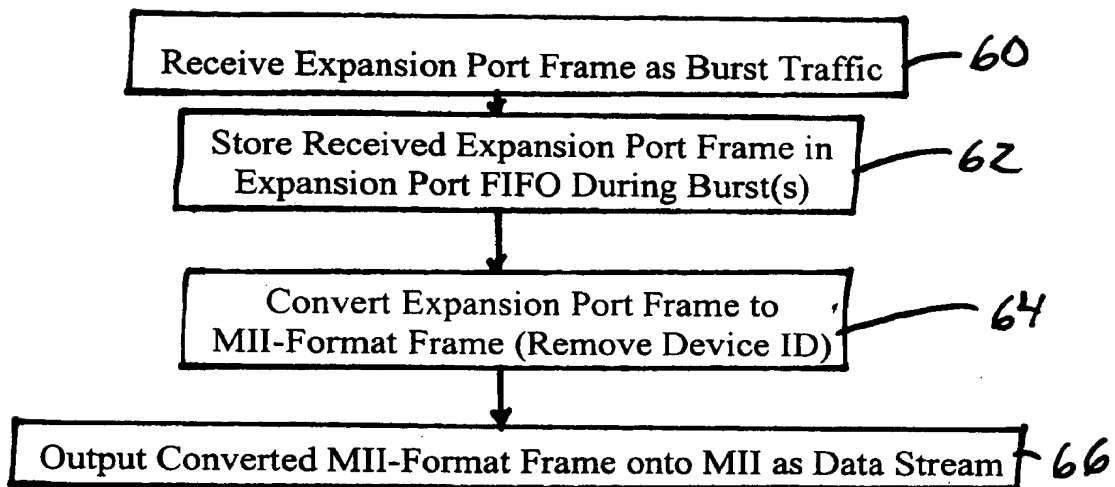 Receive Expansion Port Frame as Burst Traffic 60
Store Received Expansion Port Frame in
Expansion Port FIFO During Burst(s) 62
Convert Expansion Port Frame to
MII-Format Frame (Remove Device ID) 64
Output Converted MII-Format Frame onto MII as Data Stream 66